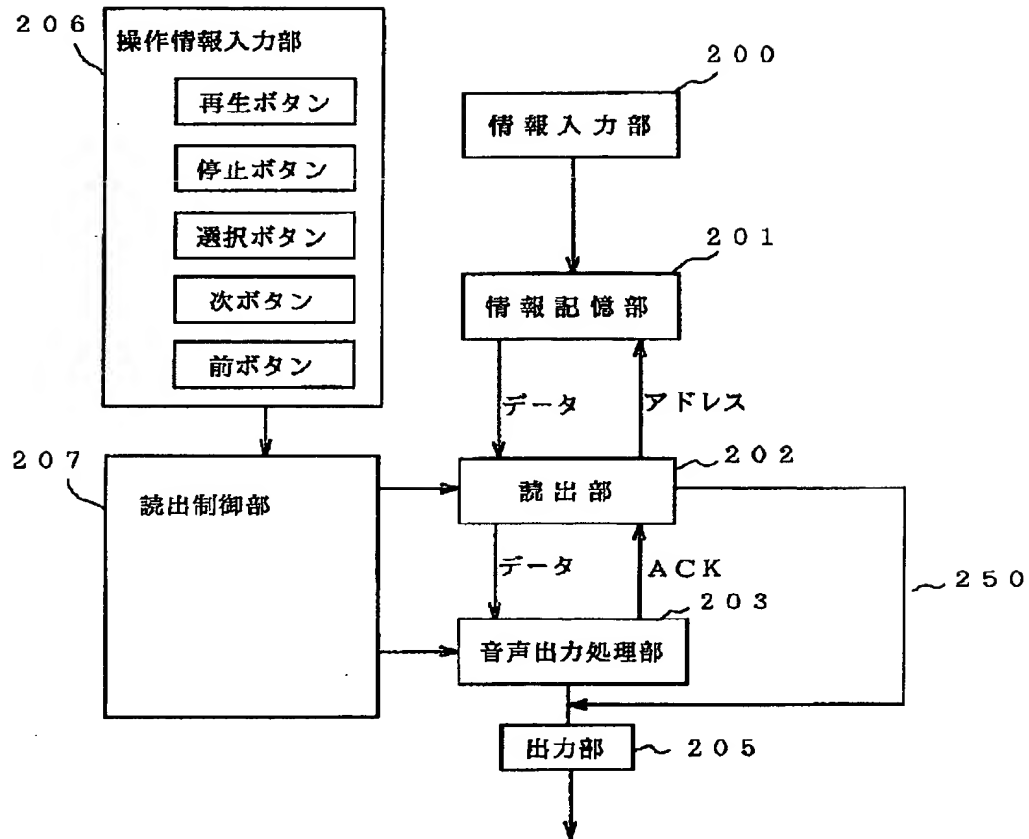 ２０６
操作情報入力部
再生ボタン
停止ボタン
選択ボタン
次ボタン
前ボタン
２００
情報入力部
２０１
情報記憶部
データ
アドレス
２０７
読出制御部
２０２
読出部
データ
ＡＣＫ
２５０
２０３
音声出力処理部
出力部
２０５